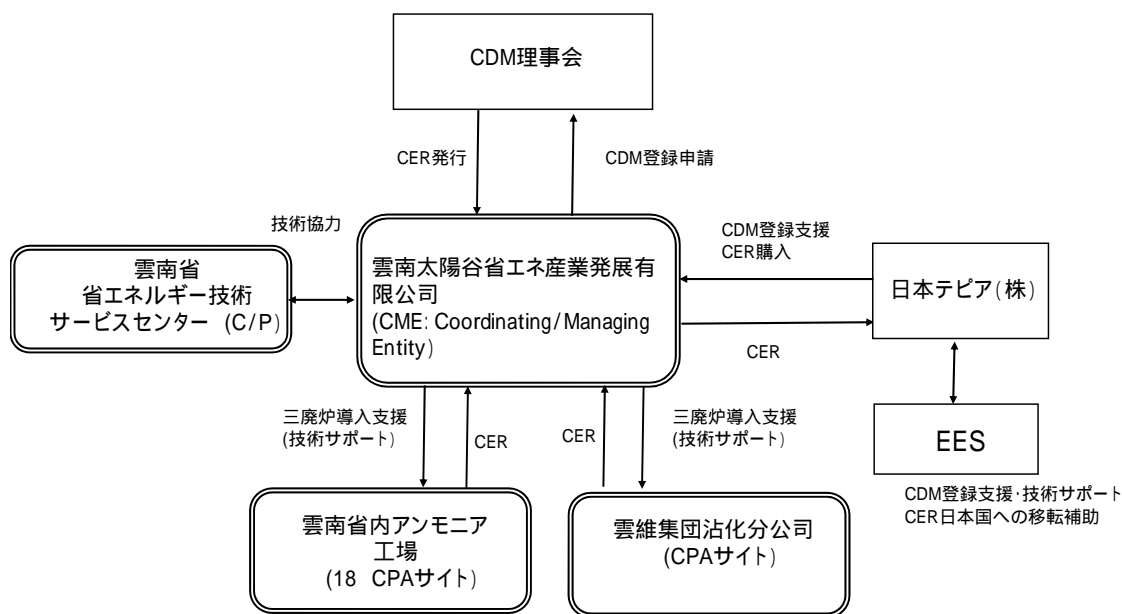 CDM理事会
CER発行
CDM登録申請
技術協力
CDM登録支援
CER購入
雲南省
省エネルギー技術
サービスセンター (C/P)
雲南太陽谷省エネ産業発展有
限公司
(CME: Coordinating/Managing
Entity)
日本テピア(株)
CER
三廃炉導入支援
(技術サポート)
CER
CER
三廃炉導入支援
(技術サポート)
EES
CDM登録支援・技術サポート
CER日本国への移転補助
雲南省内アンモニア
工場
(18 CPAサイト)
雲維集団沾化分公司
(CPAサイト)